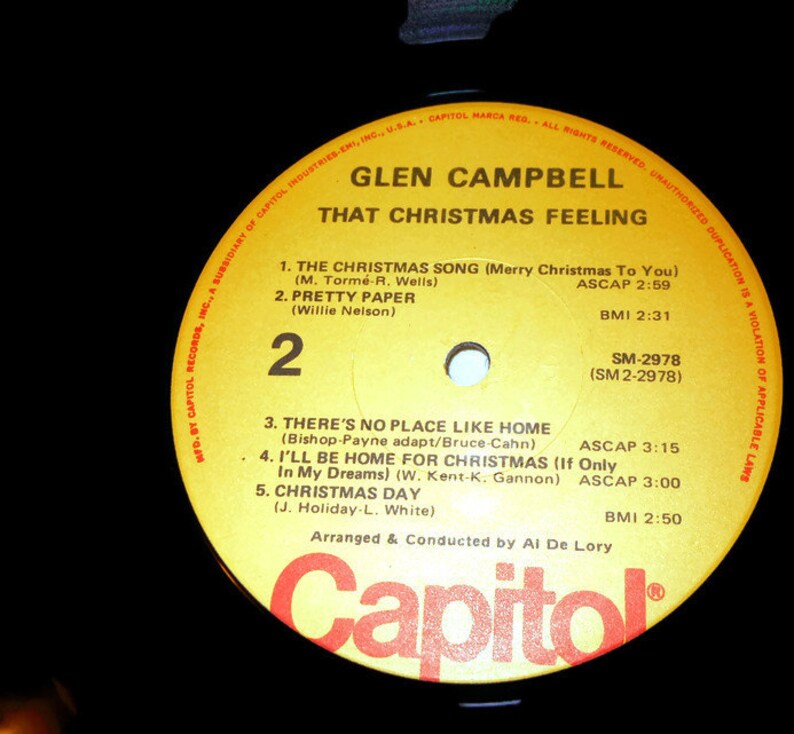 MFD. BY CAPITOL RECORDS, INC., A SUBSIDIARY OF CAPITOL INDUSTRIES-EMI, INC., U.S.A. • CAPITOL MARCA REG. • ALL RIGHTS RESERVED. UNAUTHORIZED DUPLICATION IS A VIOLATION OF APPLICABLE LAWS
GLEN CAMPBELL
THAT CHRISTMAS FEELING
1. THE CHRISTMAS SONG (Merry Christmas To You)
(M. Tormé-R. Wells) ASCAP 2:59
2. PRETTY PAPER
(Willie Nelson) BMI 2:31
2
SM-2978
(SM2-2978)
3. THERE'S NO PLACE LIKE HOME
(Bishop-Payne adapt/Bruce-Cahn) ASCAP 3:15
4. I'LL BE HOME FOR CHRISTMAS (If Only
In My Dreams) (W. Kent-K. Gannon) ASCAP 3:00
5. CHRISTMAS DAY
(J. Holiday-L. White) BMI 2:50
Arranged & Conducted by Al De Lory
Capitol®